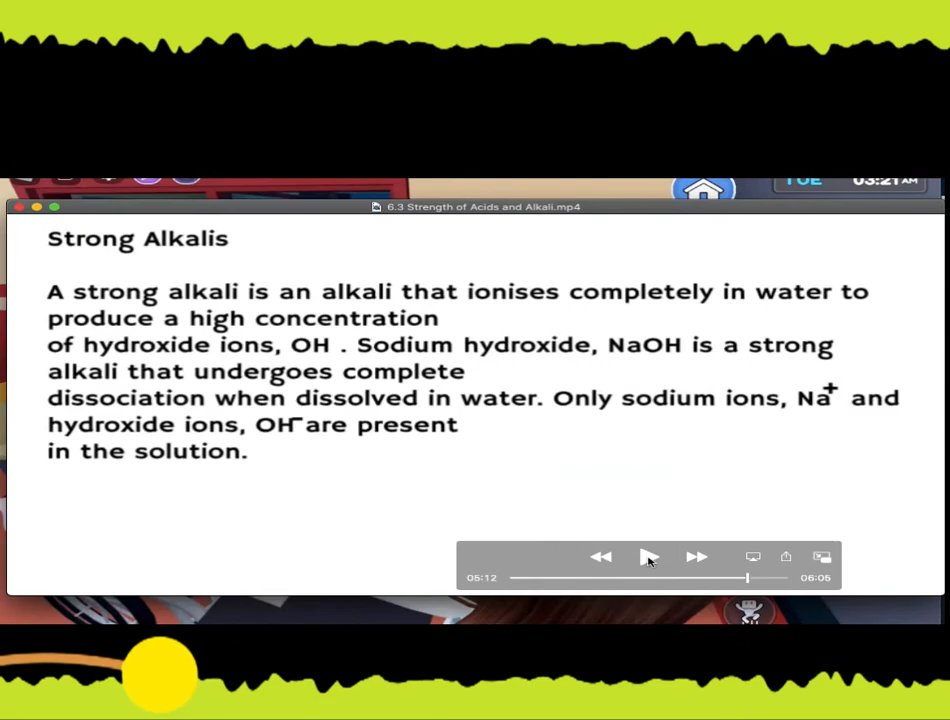 TUE 03:21AM
6.3 Strength of Acids and Alkali.mp4
Strong Alkalis
A strong alkali is an alkali that ionises completely in water to
produce a high concentration
of hydroxide ions, OH . Sodium hydroxide, NaOH is a strong
alkali that undergoes complete
dissociation when dissolved in water. Only sodium ions, Na⁺ and
hydroxide ions, OH⁻ are present
in the solution.
05:12 06:05